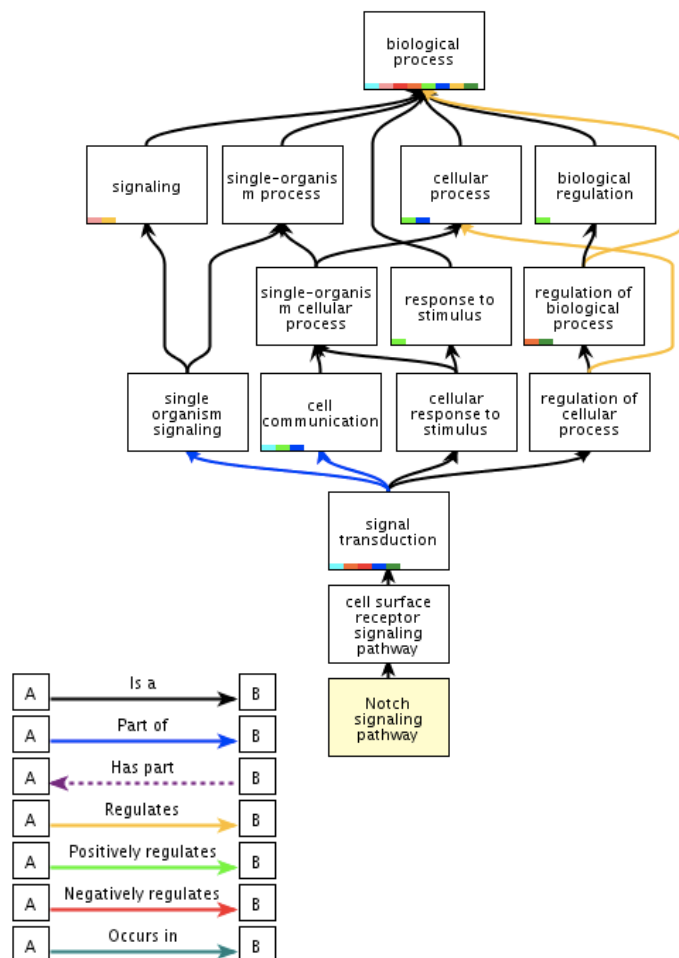 biological
process
signaling
single-organis
m process
cellular
process
biological
regulation
single-organis
m cellular
process
response to
stimulus
regulation of
biological
process
single
organism
signaling
cell
communication
cellular
response to
stimulus
regulation of
cellular
process
signal
transduction
cell surface
receptor
signaling
pathway
Notch
signaling
pathway
A Is a B
A Part of B
A Has part B
A Regulates B
A Positively regulates B
A Negatively regulates B
A Occurs in B